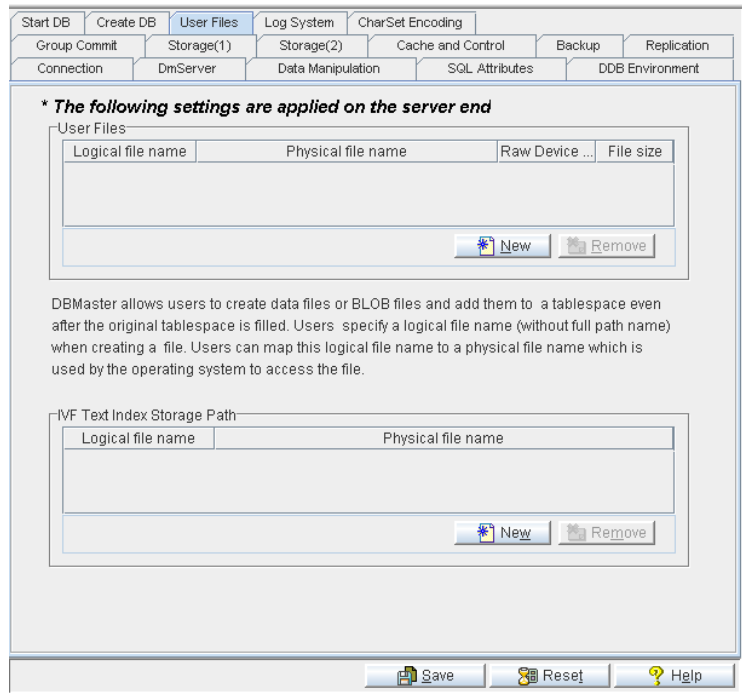 Start DB Create DB User Files Log System CharSet Encoding
Group Commit Storage(1) Storage(2) Cache and Control Backup Replication
Connection DmServer Data Manipulation SQL Attributes DDB Environment
* The following settings are applied on the server end
User Files
Logical file name Physical file name Raw Device ... File size
New Remove
DBMaster allows users to create data files or BLOB files and add them to a tablespace even
after the original tablespace is filled. Users specify a logical file name (without full path name)
when creating a file. Users can map this logical file name to a physical file name which is
used by the operating system to access the file.
IVF Text Index Storage Path
Logical file name Physical file name
New Remove
Save Reset Help